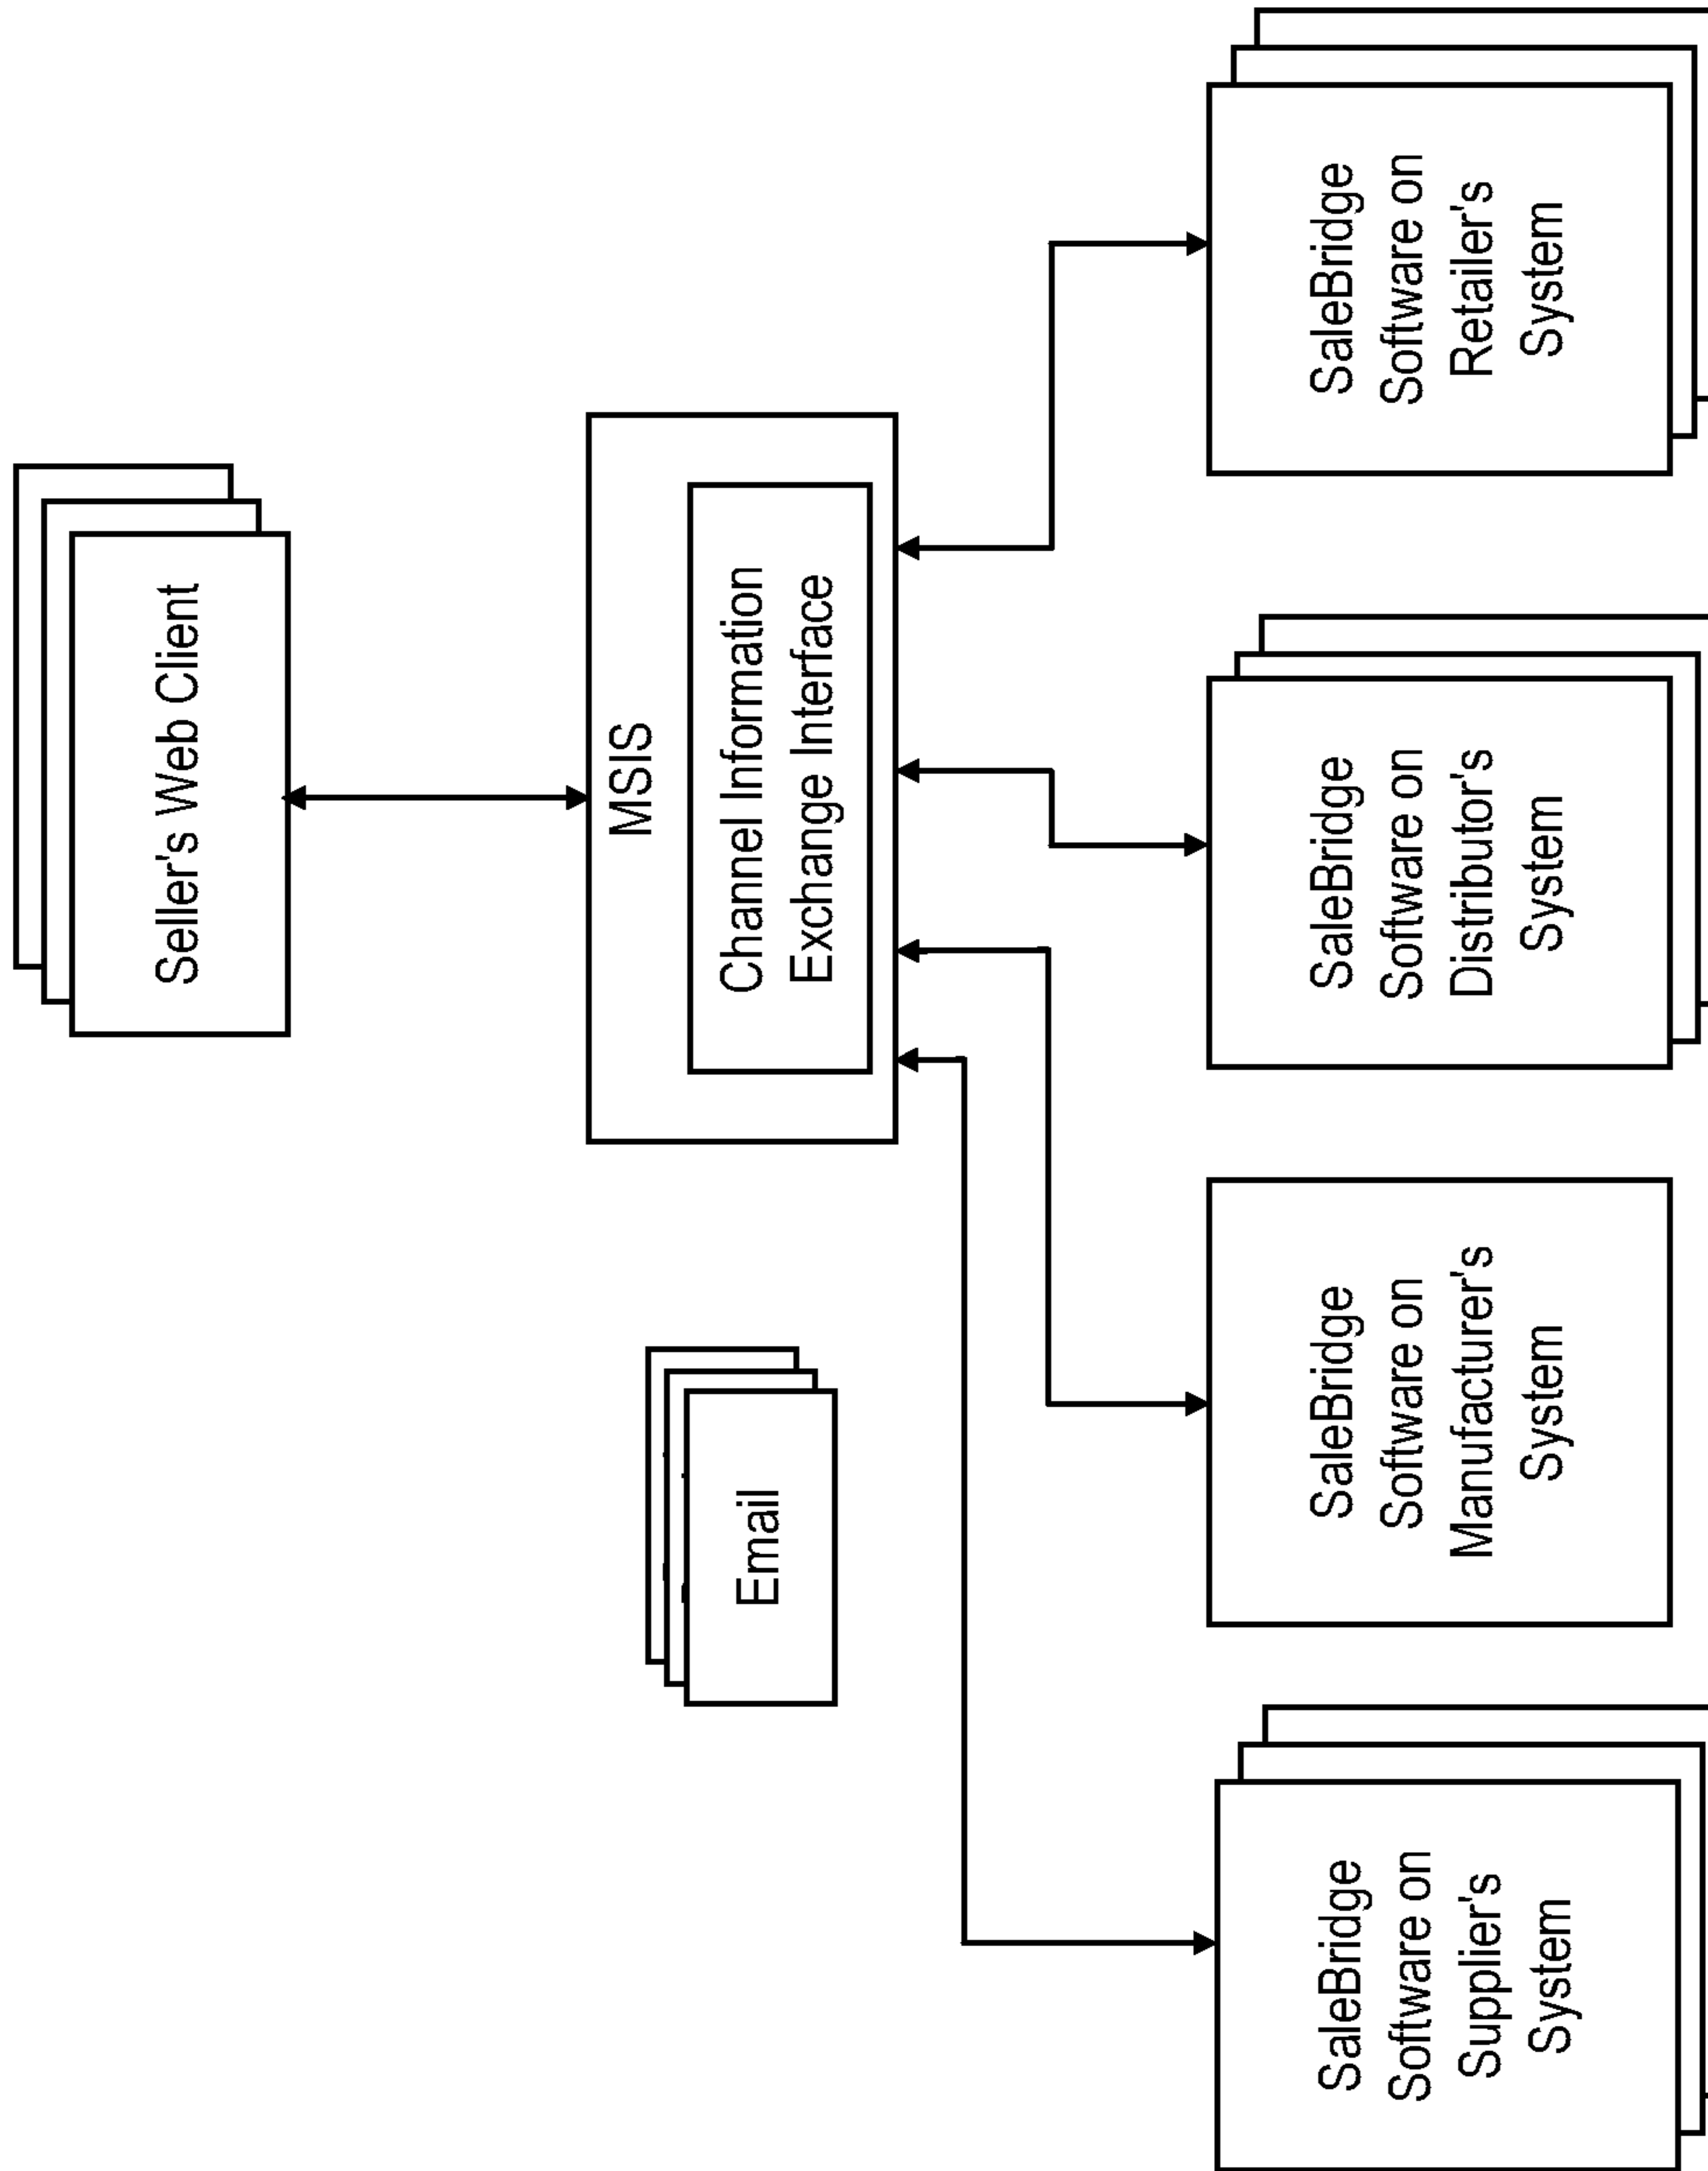 Seller's Web Client
MSIS
Channel Information
Exchange Interface
Email
SaleBridge
Software on
Supplier's
System
SaleBridge
Software on
Manufacturer's
System
SaleBridge
Software on
Distributor's
System
SaleBridge
Software on
Retailer's
System